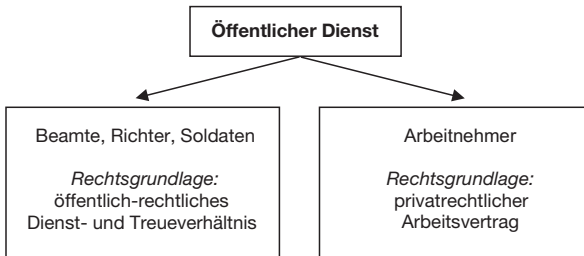 Öffentlicher Dienst
Beamte, Richter, Soldaten
Rechtsgrundlage:
öffentlich-rechtliches
Dienst- und Treueverhältnis
Arbeitnehmer
Rechtsgrundlage:
privatrechtlicher
Arbeitsvertrag